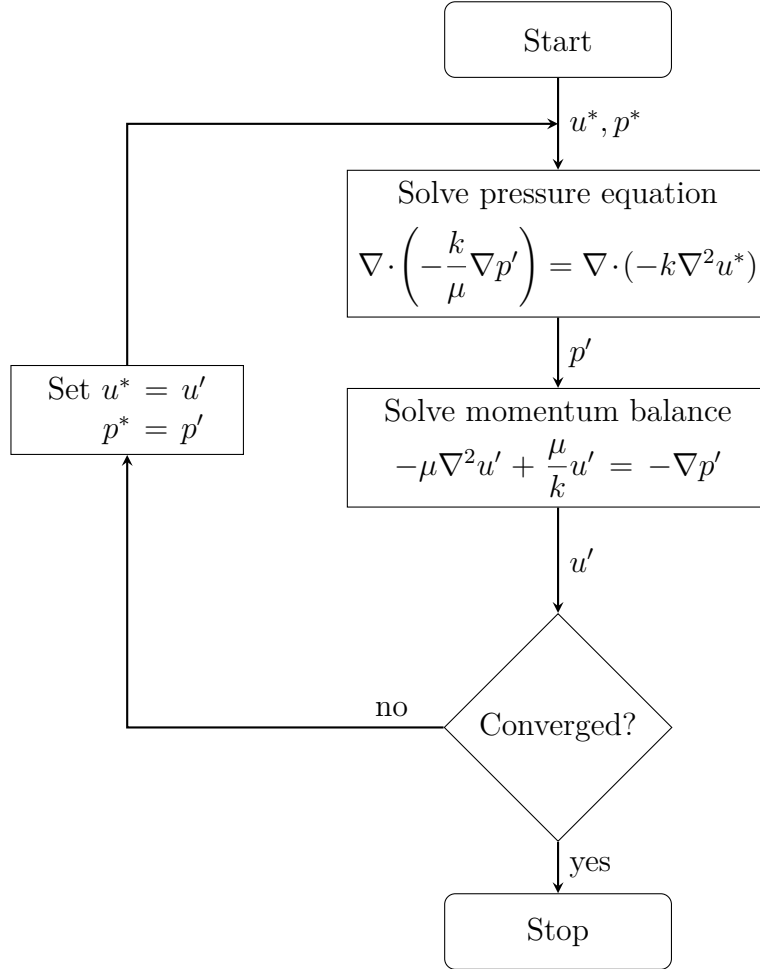 Start
u*, p*
Solve pressure equation
∇·(−k/μ ∇p′) = ∇·(−k∇²u*)
p′
Set u* = u′
p* = p′
Solve momentum balance
−μ∇²u′ + μ/k u′ = −∇p′
u′
no
Converged?
yes
Stop